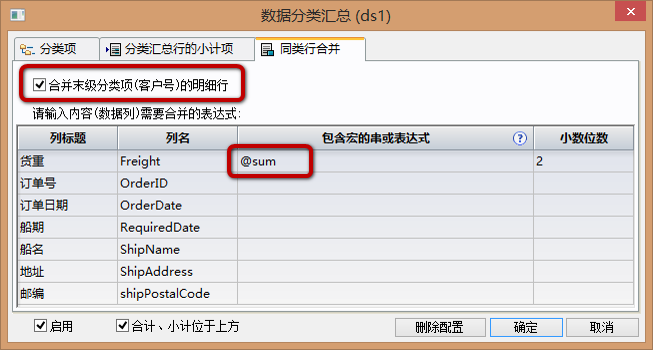 数据分类汇总 (ds1)
分类项 分类汇总行的小计项 同类行合并
合并末级分类项(客户号)的明细行
请输入内容(数据列)需要合并的表达式:
列标题 列名 包含宏的串或表达式 ? 小数位数
货重 Freight @sum 2
订单号 OrderID
订单日期 OrderDate
船期 RequiredDate
船名 ShipName
地址 ShipAddress
邮编 shipPostalCode
启用 合计、小计位于上方 删除配置 确定 取消